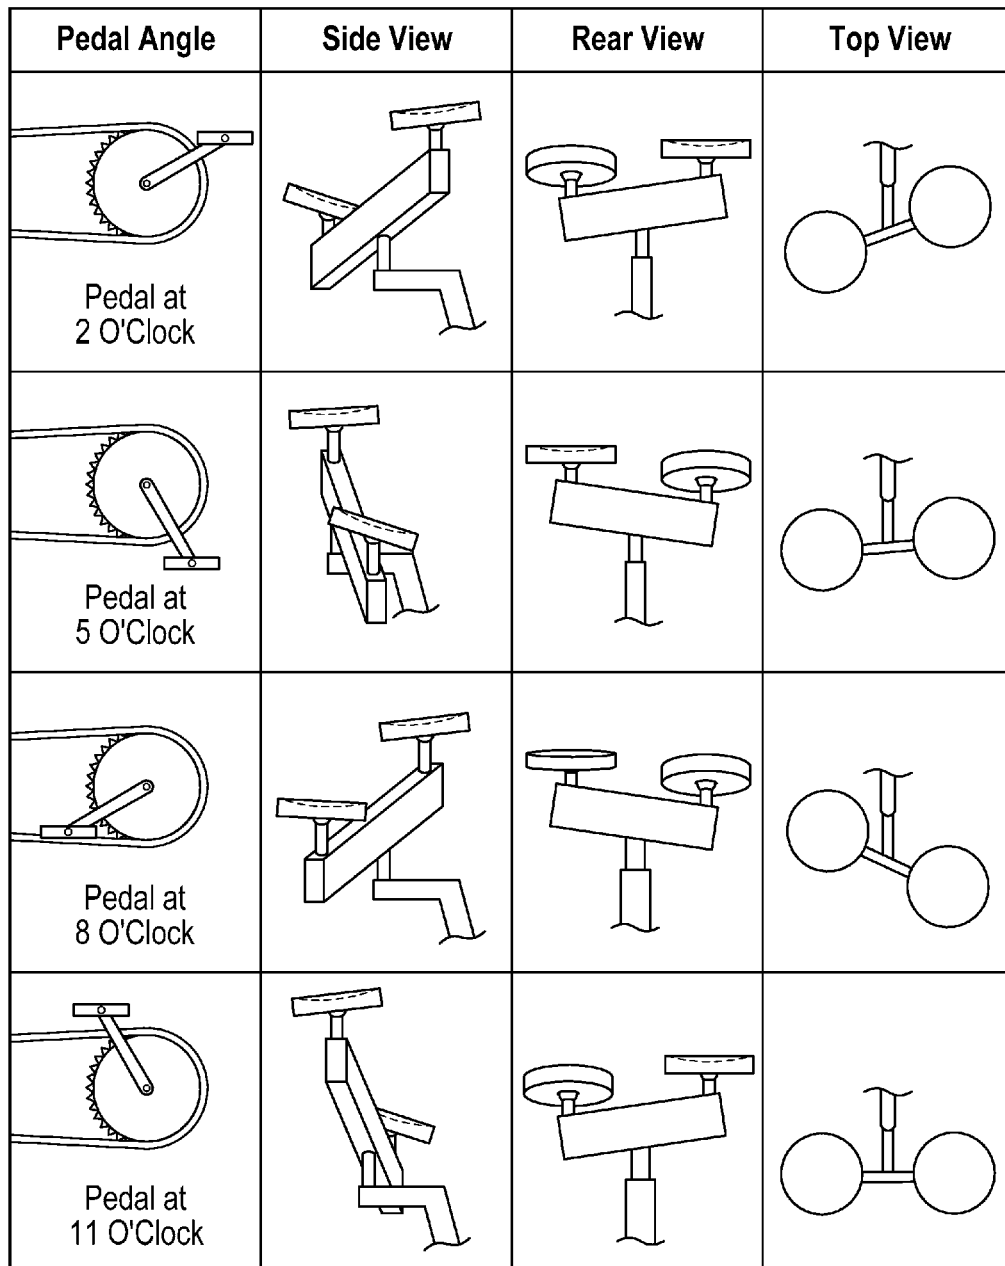 Pedal Angle
Side View
Rear View
Top View
Pedal at
2 O'Clock
Pedal at
5 O'Clock
Pedal at
8 O'Clock
Pedal at
11 O'Clock